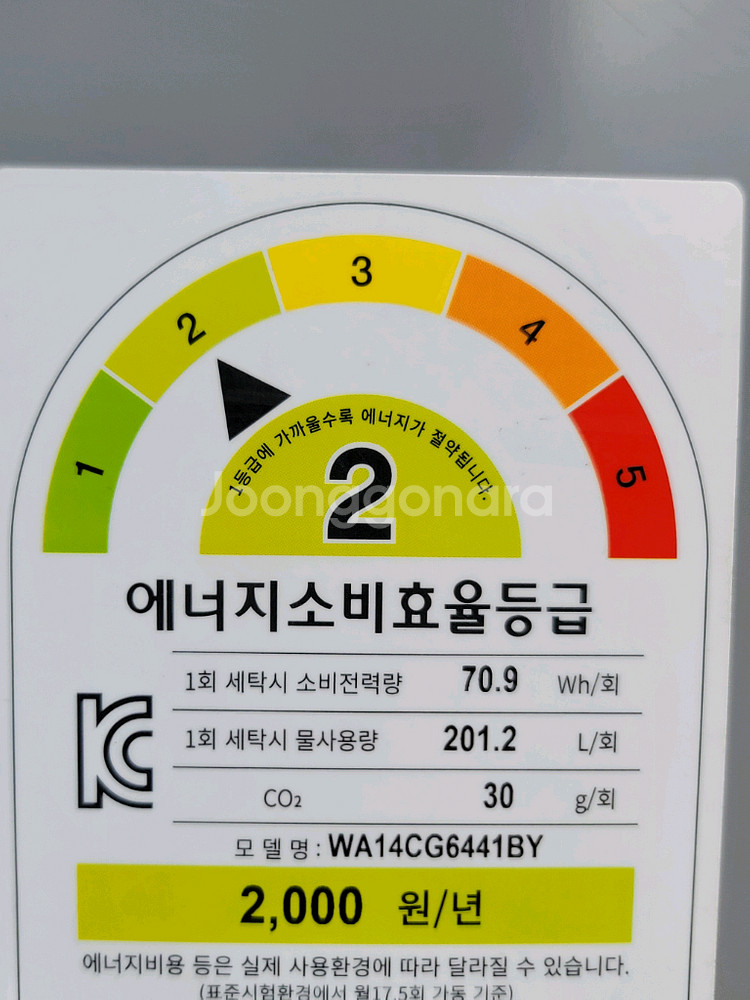 1
2
3
4
5
1등급에 가까울수록 에너지가 절약됩니다.
2
Joonggonara
에너지소비효율등급
1회 세탁시 소비전력량 70.9 Wh/회
1회 세탁시 물사용량 201.2 L/회
CO₂ 30 g/회
모 델 명 : WA14CG6441BY
2,000 원/년
에너지비용 등은 실제 사용환경에 따라 달라질 수 있습니다.
(표준시험환경에서 월17.5회 가동 기준)